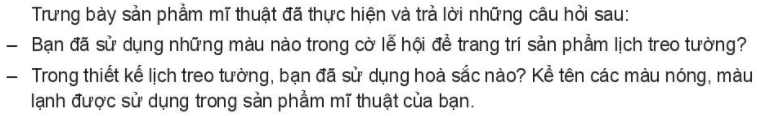 Trưng bày sản phẩm mĩ thuật đã thực hiện và trả lời những câu hỏi sau:
– Bạn đã sử dụng những màu nào trong cờ lễ hội để trang trí sản phẩm lịch treo tường?
– Trong thiết kế lịch treo tường, bạn đã sử dụng hoà sắc nào? Kể tên các màu nóng, màu
lạnh được sử dụng trong sản phẩm mĩ thuật của bạn.